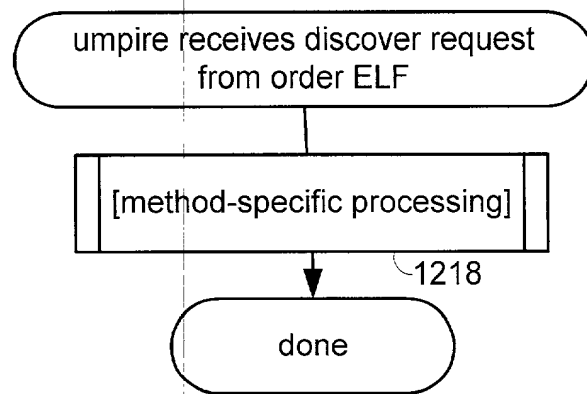 umpire receives discover request
from order ELF
[method-specific processing]
1218
done